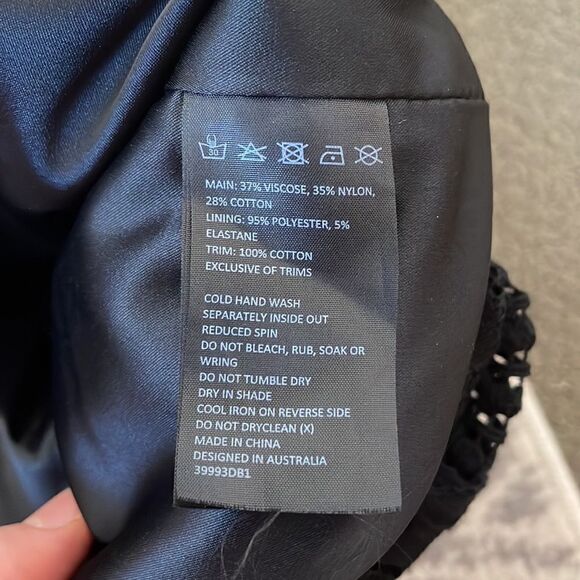 30
MAIN: 37% VISCOSE, 35% NYLON,
28% COTTON
LINING: 95% POLYESTER, 5%
ELASTANE
TRIM: 100% COTTON
EXCLUSIVE OF TRIMS
COLD HAND WASH
SEPARATELY INSIDE OUT
REDUCED SPIN
DO NOT BLEACH, RUB, SOAK OR
WRING
DO NOT TUMBLE DRY
DRY IN SHADE
COOL IRON ON REVERSE SIDE
DO NOT DRYCLEAN (X)
MADE IN CHINA
DESIGNED IN AUSTRALIA
39993DB1